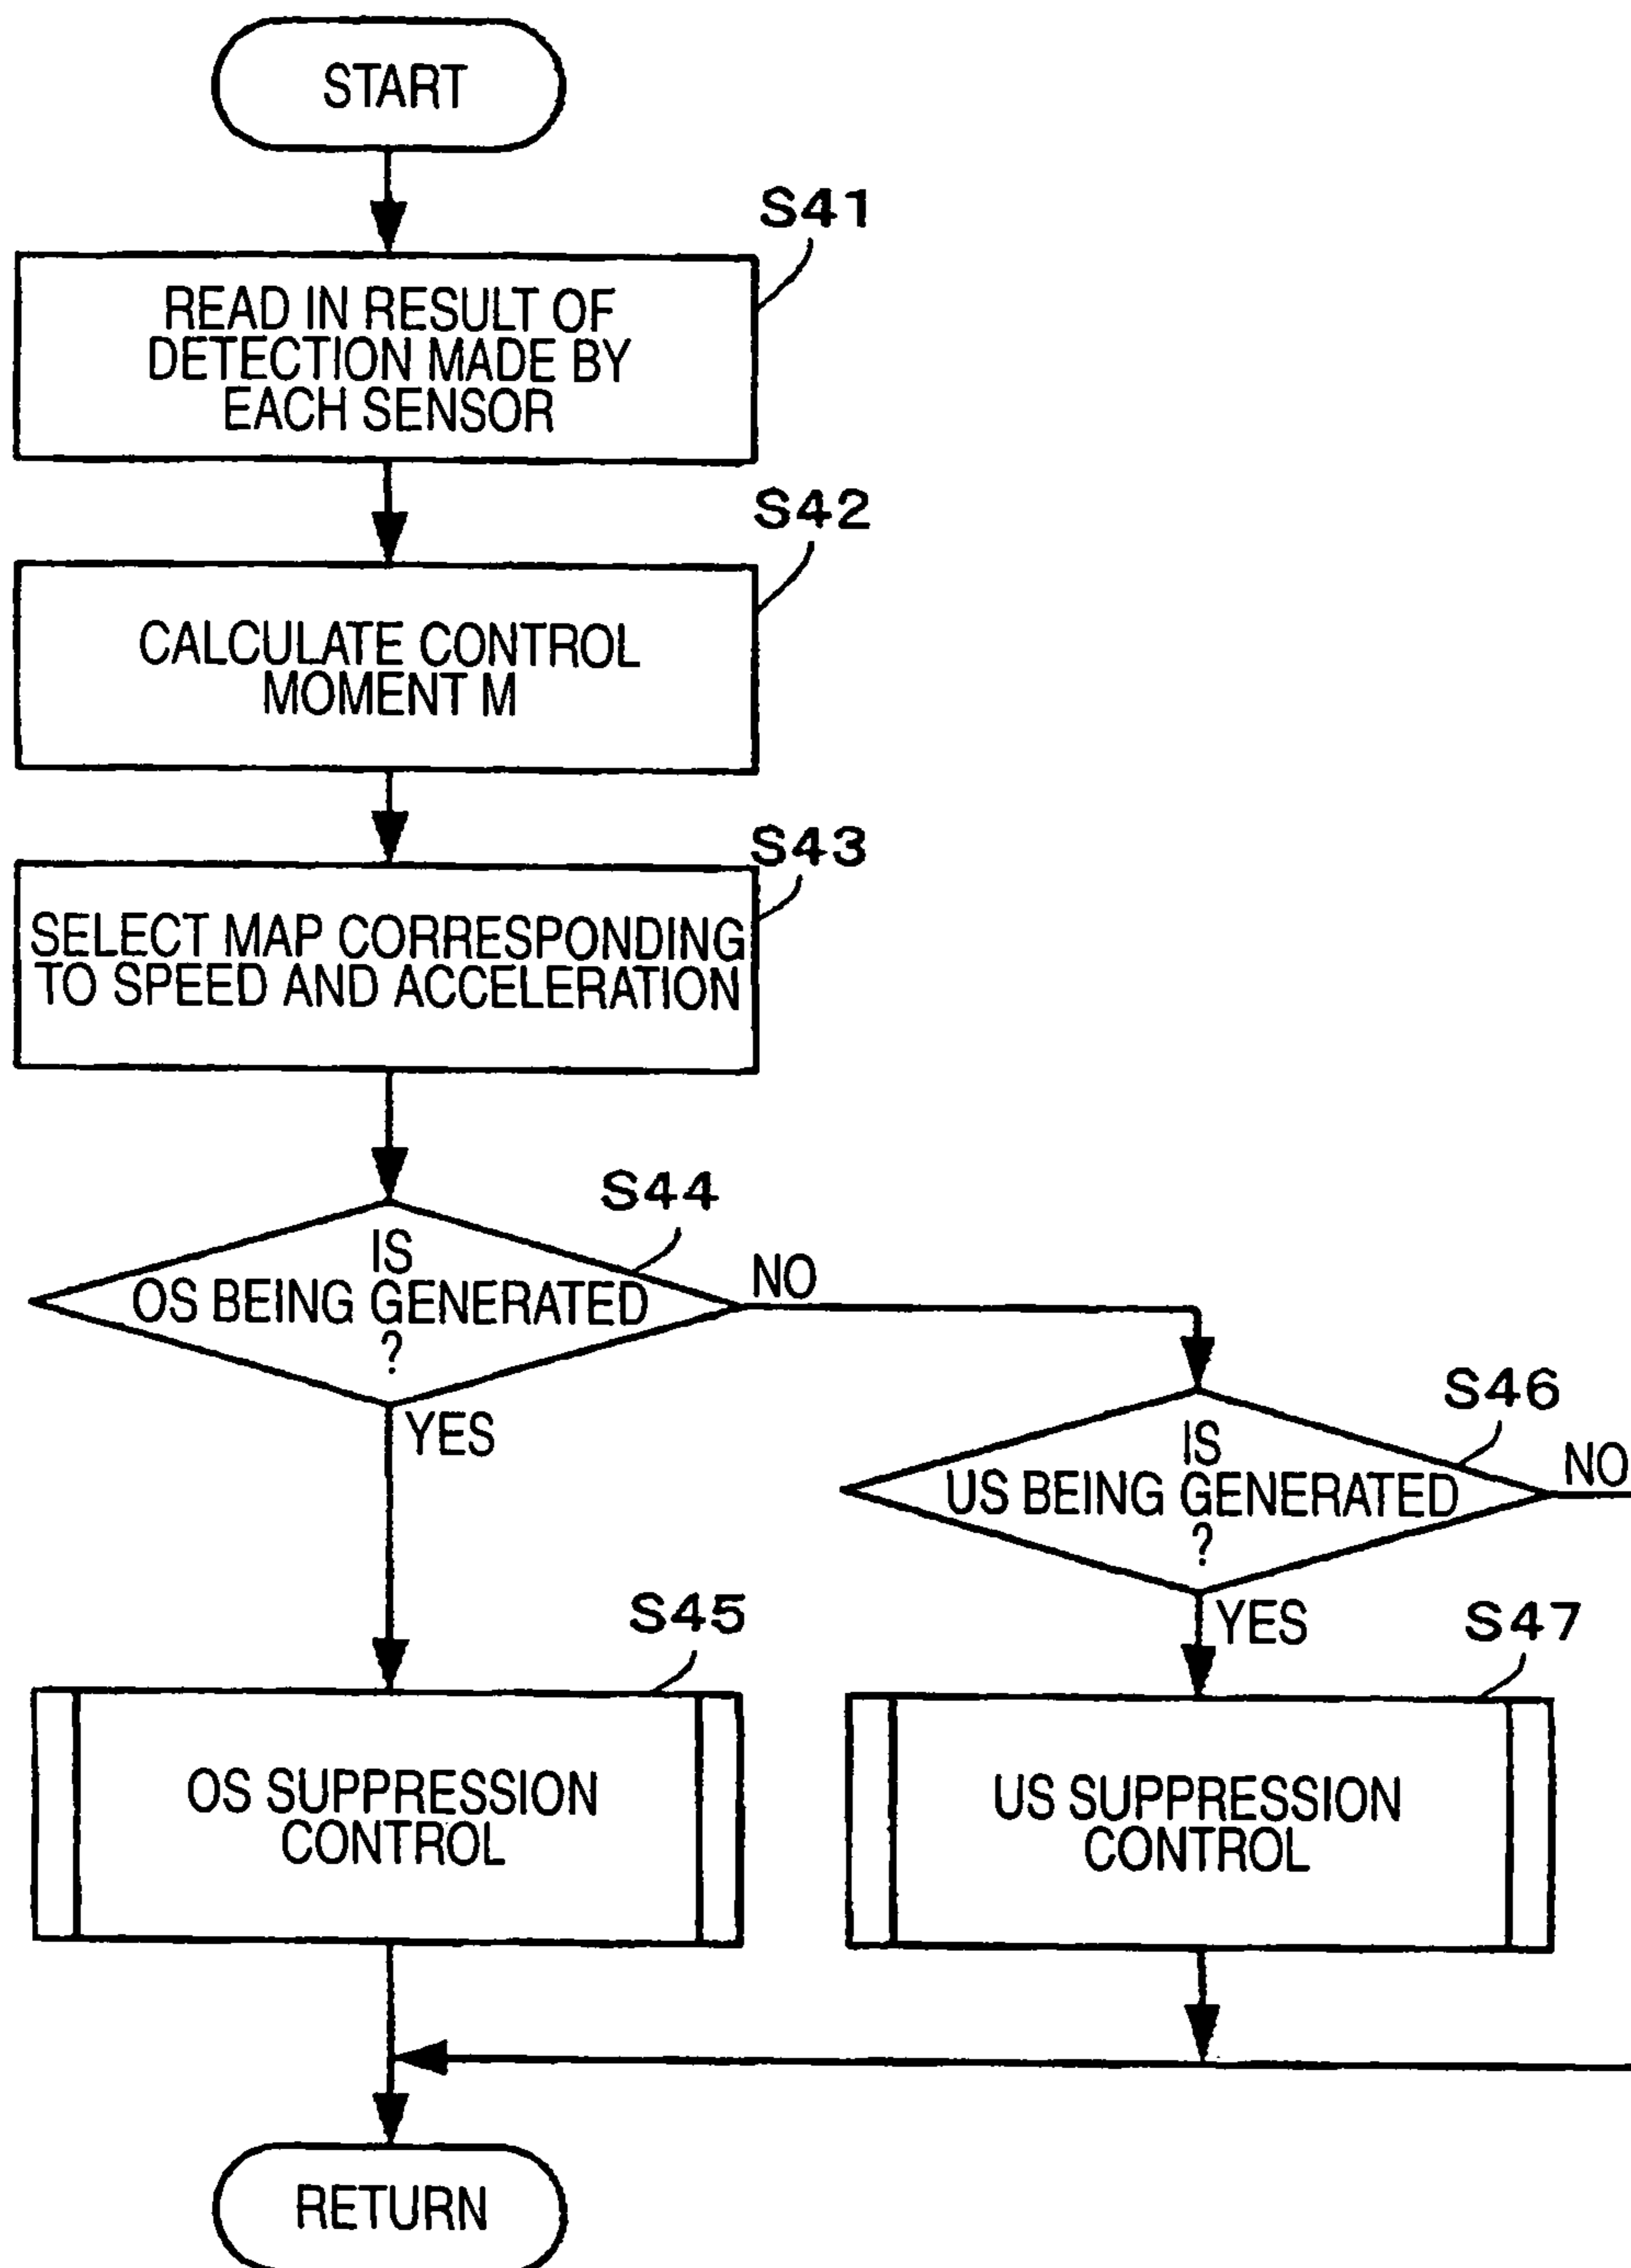 START
S41
READ IN RESULT OF
DETECTION MADE BY
EACH SENSOR
S42
CALCULATE CONTROL
MOMENT M
S43
SELECT MAP CORRESPONDING
TO SPEED AND ACCELERATION
S44
IS
OS BEING GENERATED
?
NO
YES
S46
IS
US BEING GENERATED
?
NO
YES
S45
OS SUPPRESSION
CONTROL
S47
US SUPPRESSION
CONTROL
RETURN